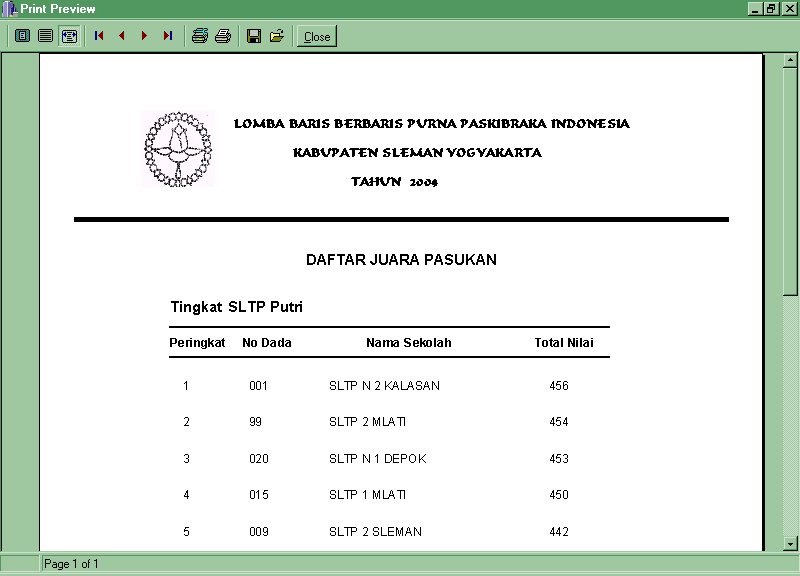 Print Preview
Close
LOMBA BARIS BERBARIS PURNA PASKIBRAKA INDONESIA
KABUPATEN SLEMAN YOGYAKARTA
TAHUN 2004
DAFTAR JUARA PASUKAN
Tingkat SLTP Putri
Peringkat No Dada Nama Sekolah Total Nilai
1 001 SLTP N 2 KALASAN 456
2 99 SLTP 2 MLATI 454
3 020 SLTP N 1 DEPOK 453
4 015 SLTP 1 MLATI 450
5 009 SLTP 2 SLEMAN 442
Page 1 of 1